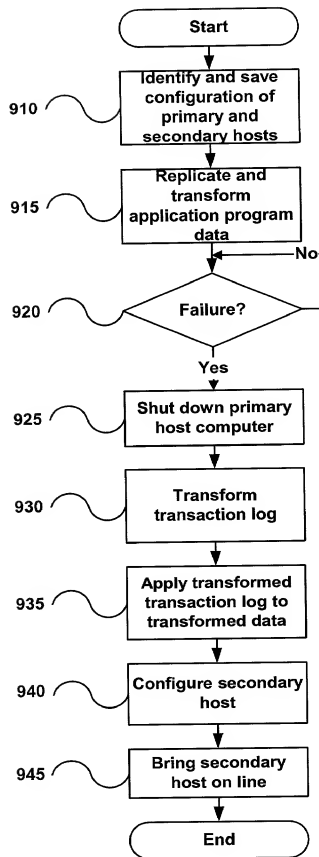 Start
910
Identify and save
configuration of
primary and
secondary hosts
915
Replicate and
transform
application program
data
No
920
Failure?
Yes
925
Shut down primary
host computer
930
Transform
transaction log
935
Apply transformed
transaction log to
transformed data
940
Configure secondary
host
945
Bring secondary
host on line
End